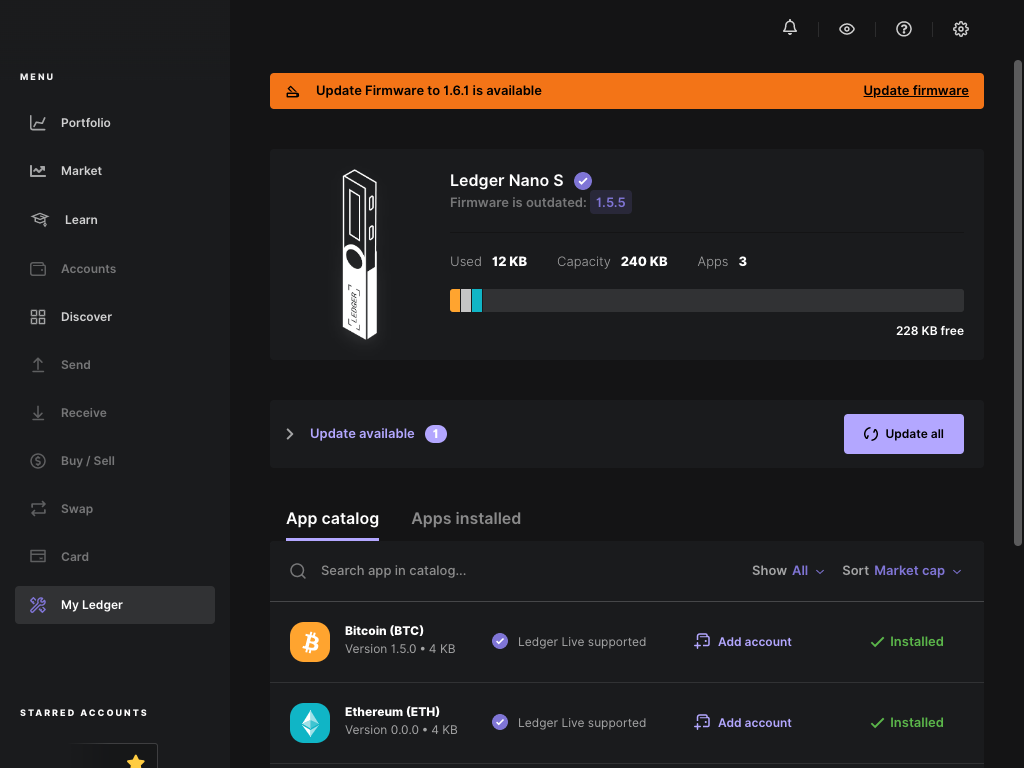 MENU
Portfolio
Market
Learn
Accounts
Discover
Send
Receive
Buy / Sell
Swap
Card
My Ledger
STARRED ACCOUNTS
Update Firmware to 1.6.1 is available
Update firmware
LEDGER
Ledger Nano S
Firmware is outdated: 1.5.5
Used 12 KB Capacity 240 KB Apps 3
228 KB free
Update available 1
Update all
App catalog Apps installed
Search app in catalog... Show All Sort Market cap
Bitcoin (BTC)
Version 1.5.0 • 4 KB
Ledger Live supported
Add account
Installed
Ethereum (ETH)
Version 0.0.0 • 4 KB
Ledger Live supported
Add account
Installed